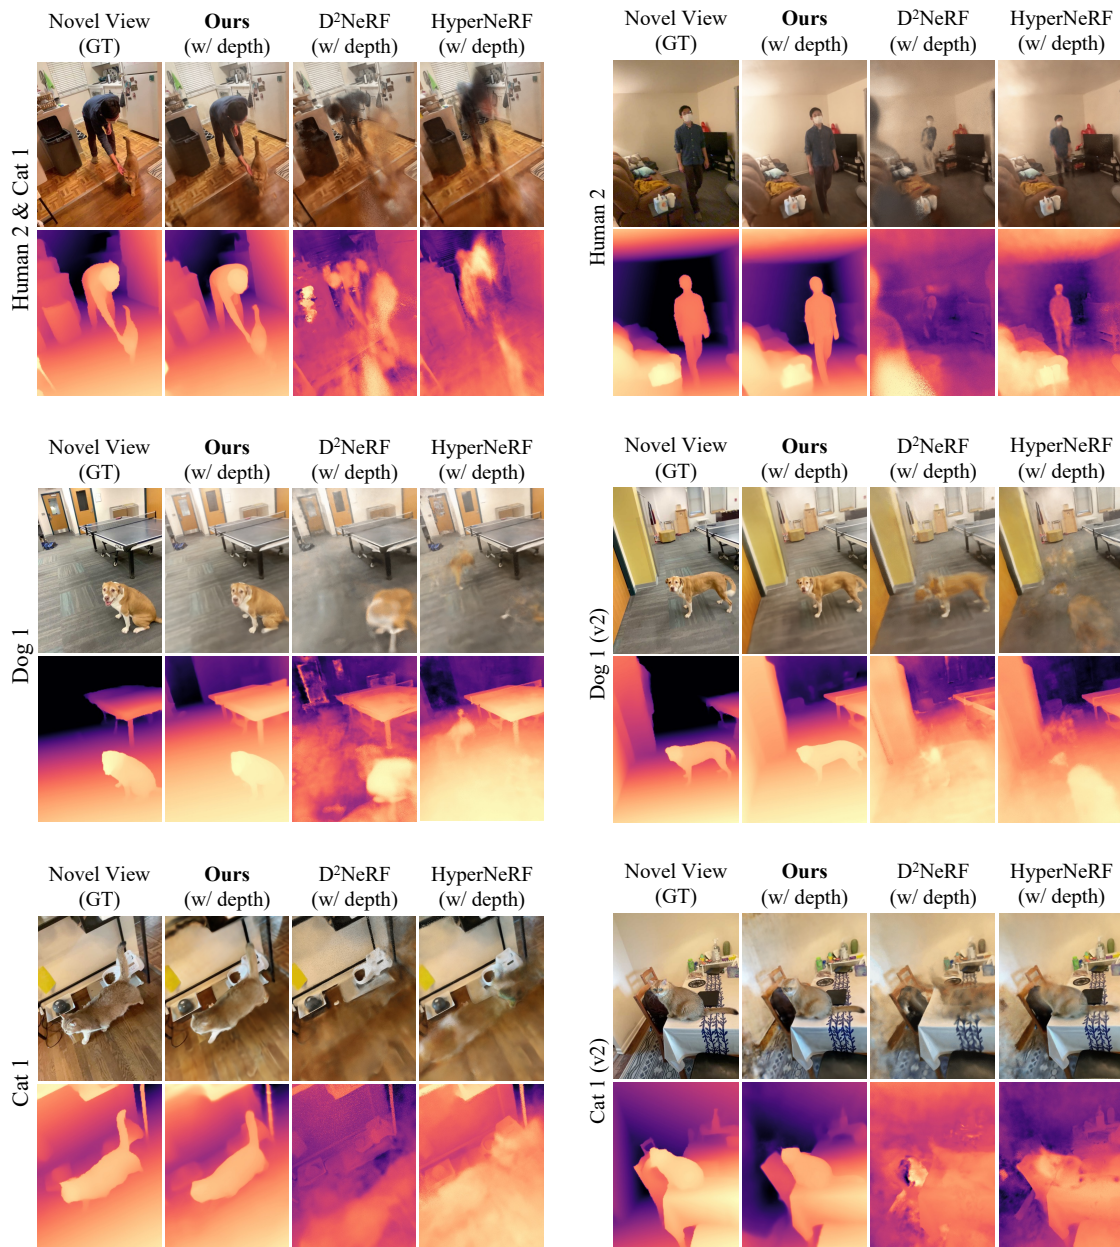 Novel View (GT)
Ours (w/ depth)
D²NeRF (w/ depth)
HyperNeRF (w/ depth)
Human 2 & Cat 1
Novel View (GT)
Ours (w/ depth)
D²NeRF (w/ depth)
HyperNeRF (w/ depth)
Human 2
Novel View (GT)
Ours (w/ depth)
D²NeRF (w/ depth)
HyperNeRF (w/ depth)
Dog 1
Novel View (GT)
Ours (w/ depth)
D²NeRF (w/ depth)
HyperNeRF (w/ depth)
Dog 1 (v2)
Novel View (GT)
Ours (w/ depth)
D²NeRF (w/ depth)
HyperNeRF (w/ depth)
Cat 1
Novel View (GT)
Ours (w/ depth)
D²NeRF (w/ depth)
HyperNeRF (w/ depth)
Cat 1 (v2)